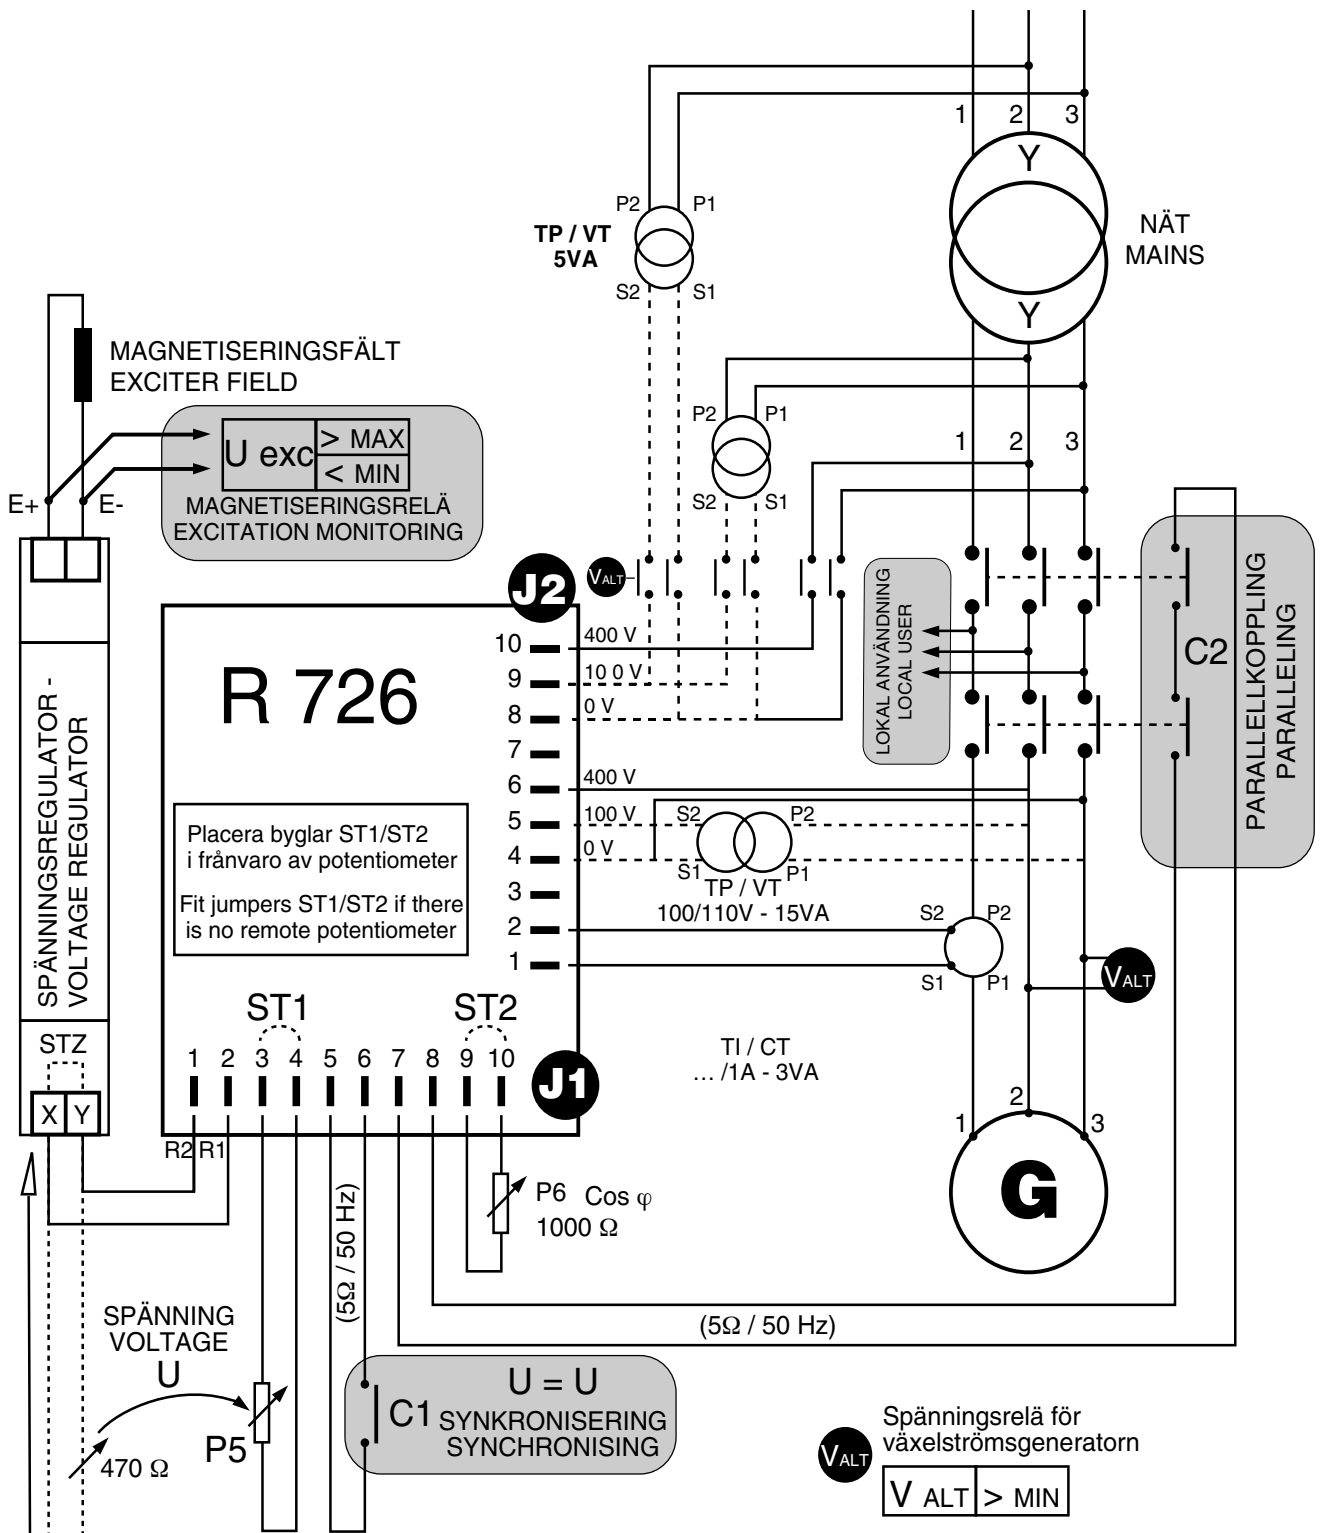 1 2 3
Y
Y
NÄT
MAINS
P2 P1
TP / VT
5VA
S2 S1
MAGNETISERINGSFÄLT
EXCITER FIELD
U exc > MAX
< MIN
MAGNETISERINGSRELÄ
EXCITATION MONITORING
E+ E-
P2 P1
S2 S1
1 2 3
VALT
J2
R 726
10 400 V
9 10 0 V
8 0 V
7
6 400 V
5 100 V
4 0 V
3
2
1
LOKAL ANVÄNDNING
LOCAL USER
C2
PARALLELLKOPPLING
PARALLELING
SPÄNNINGSREGULATOR -
VOLTAGE REGULATOR
Placera byglar ST1/ST2
i frånvaro av potentiometer
Fit jumpers ST1/ST2 if there
is no remote potentiometer
S2 P2
S1 P1
TP / VT
100/110V - 15VA
S2 P2
S1 P1
VALT
TI / CT
... /1A - 3VA
ST1 ST2
1 2 3 4 5 6 7 8 9 10
J1
STZ
X Y
R2 R1
1 2 3
G
P6 Cos φ
1000 Ω
(5Ω / 50 Hz)
(5Ω / 50 Hz)
SPÄNNING
VOLTAGE
U
P5
470 Ω
U = U
C1 SYNKRONISERING
SYNCHRONISING
VALT
Spänningsrelä för
växelströmsgeneratorn
V ALT > MIN